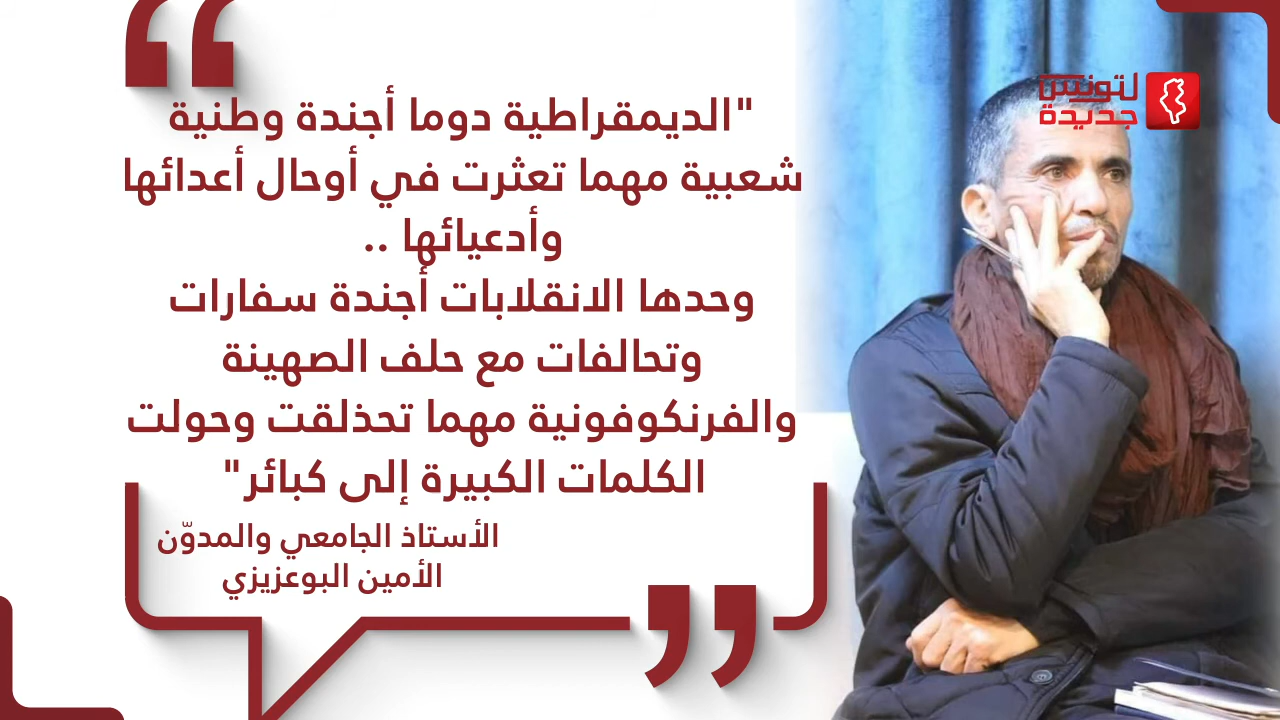 لتونس
جديدة
"الديمقراطية دوما أجندة وطنية
شعبية مهما تعثرت في أوحال أعدائها
وأدعيائها ..
وحدها الانقلابات أجندة سفارات
وتحالفات مع حلف الصهينة
والفرنكوفونية مهما تحذلقت وحولت
الكلمات الكبيرة إلى كبائر"
الأستاذ الجامعي والمدوّن
الأمين البوعزيزي